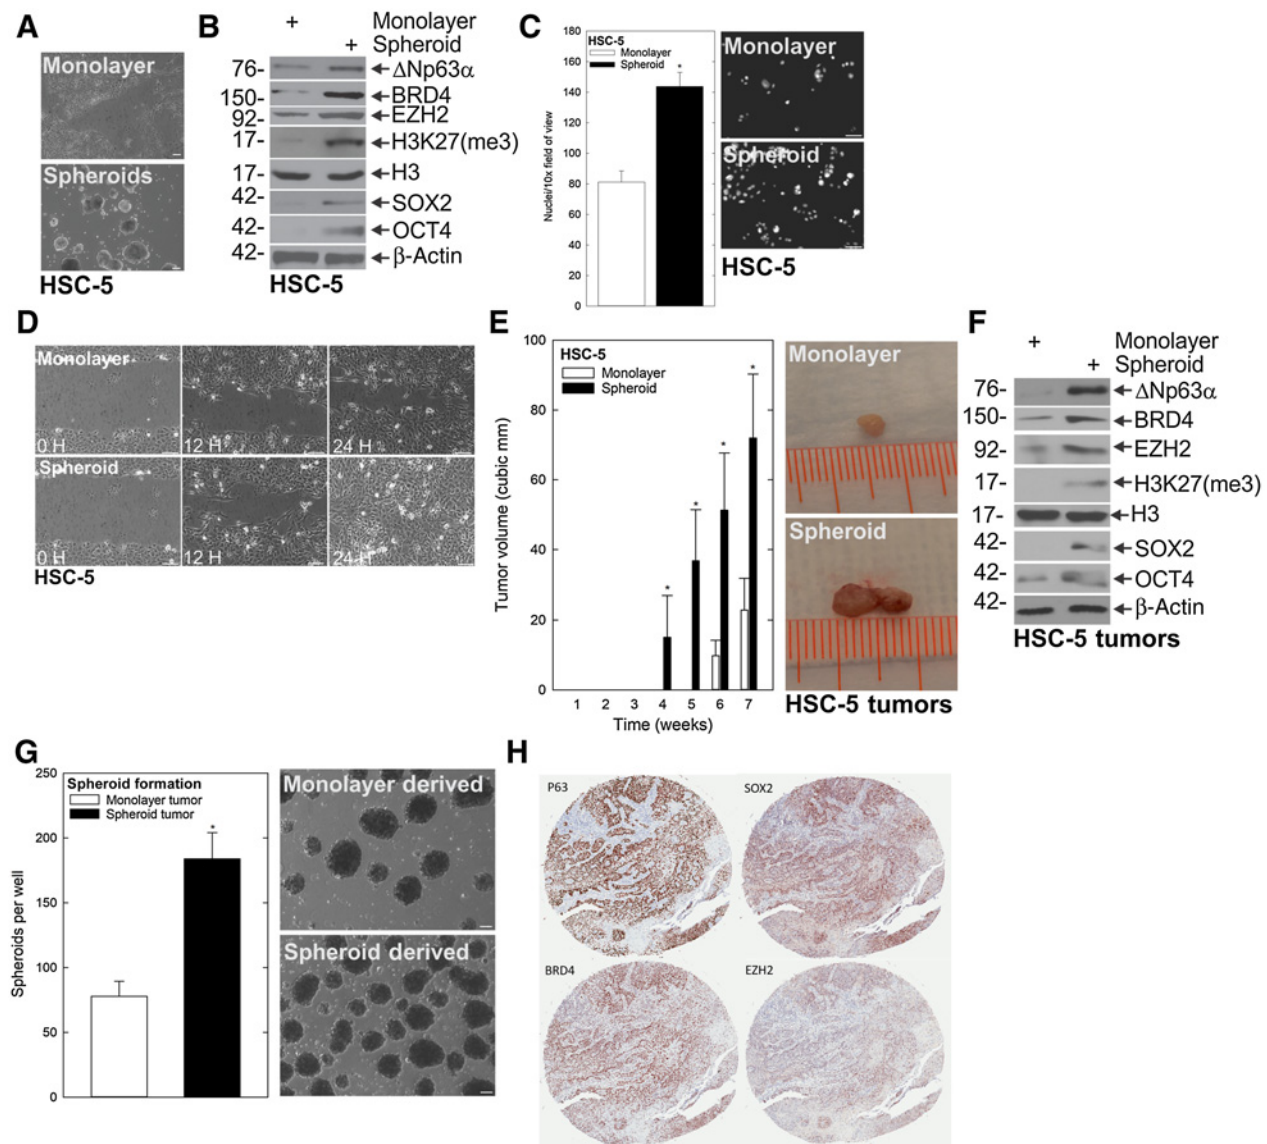 A
Monolayer
Spheroids
HSC-5
B
+ Monolayer
+ Spheroid
76- ΔNp63α
150- BRD4
92- EZH2
17- H3K27(me3)
17- H3
42- SOX2
42- OCT4
42- β-Actin
HSC-5
C
180
160
140
120
100
80
60
40
20
0
Nuclei/10x field of view
HSC-5
Monolayer
Spheroid
*
Monolayer
Spheroid
HSC-5
D
Monolayer
0 H
12 H
24 H
Spheroid
0 H
12 H
24 H
HSC-5
E
100
80
60
40
20
0
Tumor volume (cubic mm)
HSC-5
Monolayer
Spheroid
* * * *
1 2 3 4 5 6 7
Time (weeks)
Monolayer
Spheroid
HSC-5 tumors
F
+ Monolayer
+ Spheroid
76- ΔNp63α
150- BRD4
92- EZH2
17- H3K27(me3)
17- H3
42- SOX2
42- OCT4
42- β-Actin
HSC-5 tumors
G
250
200
150
100
50
0
Spheroids per well
Spheroid formation
Monolayer tumor
Spheroid tumor
*
Monolayer derived
Spheroid derived
H
P63
SOX2
BRD4
EZH2